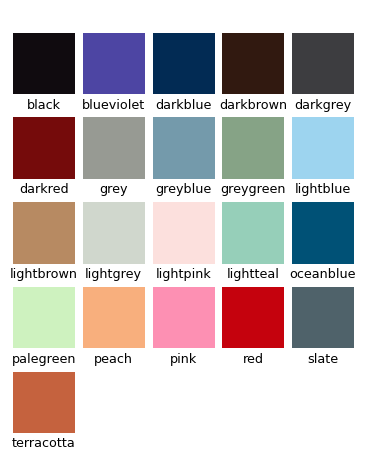 black blueviolet darkblue darkbrown darkgrey
darkred grey greyblue greygreen lightblue
lightbrown lightgrey lightpink lightteal oceanblue
palegreen peach pink red slate
terracotta